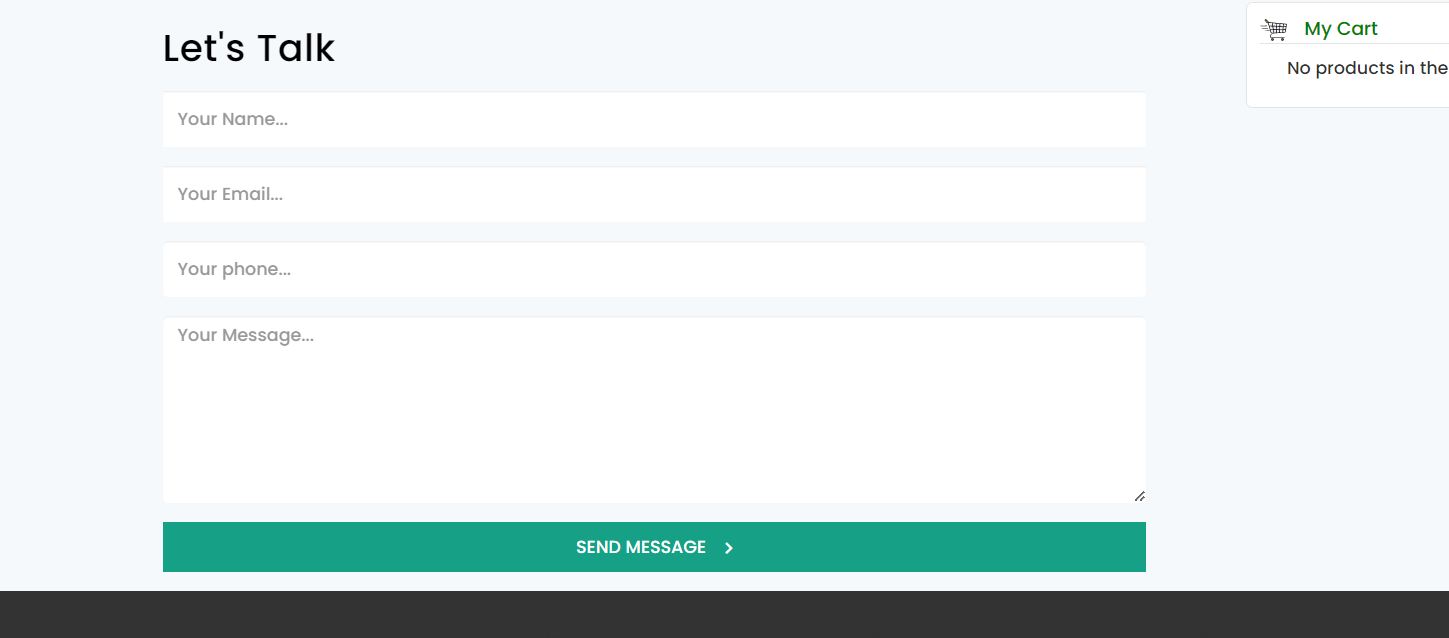 Let's Talk
Your Name...
Your Email...
Your phone...
Your Message...
SEND MESSAGE
My Cart
No products in the